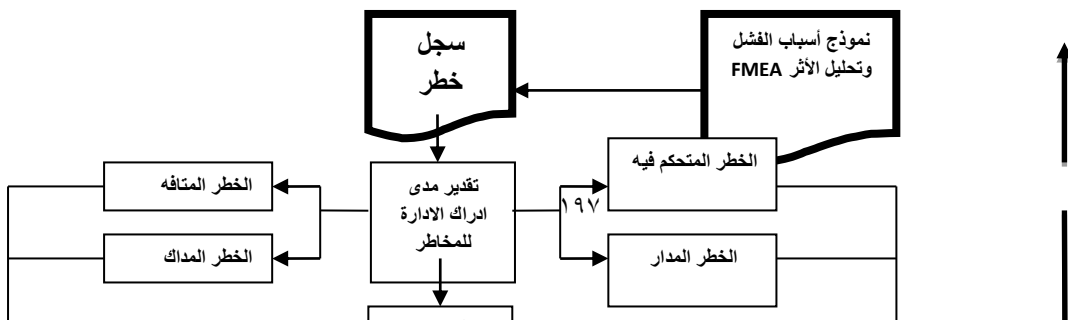 نموذج أسباب الفشل
وتحليل الأثر FMEA
سجل
خطر
الخطر المتحكم فيه
تقدير مدى
ادراك الادارة
للمخاطر
الخطر المتافه
١٩٧
الخطر المدار
الخطر المداك